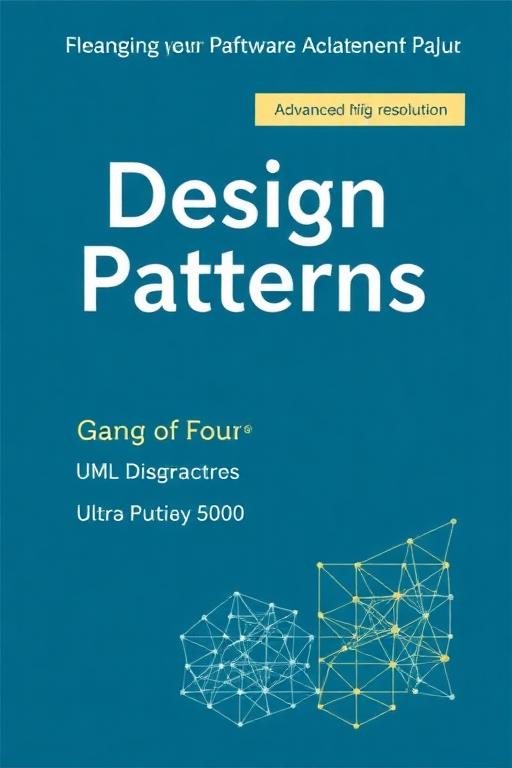 Fleanging your Paftware Aclatenent PaJut
Advanced hig resolution
Design
Patterns
Gang of Four
UML Disgractres
Ultra Putiey 5000